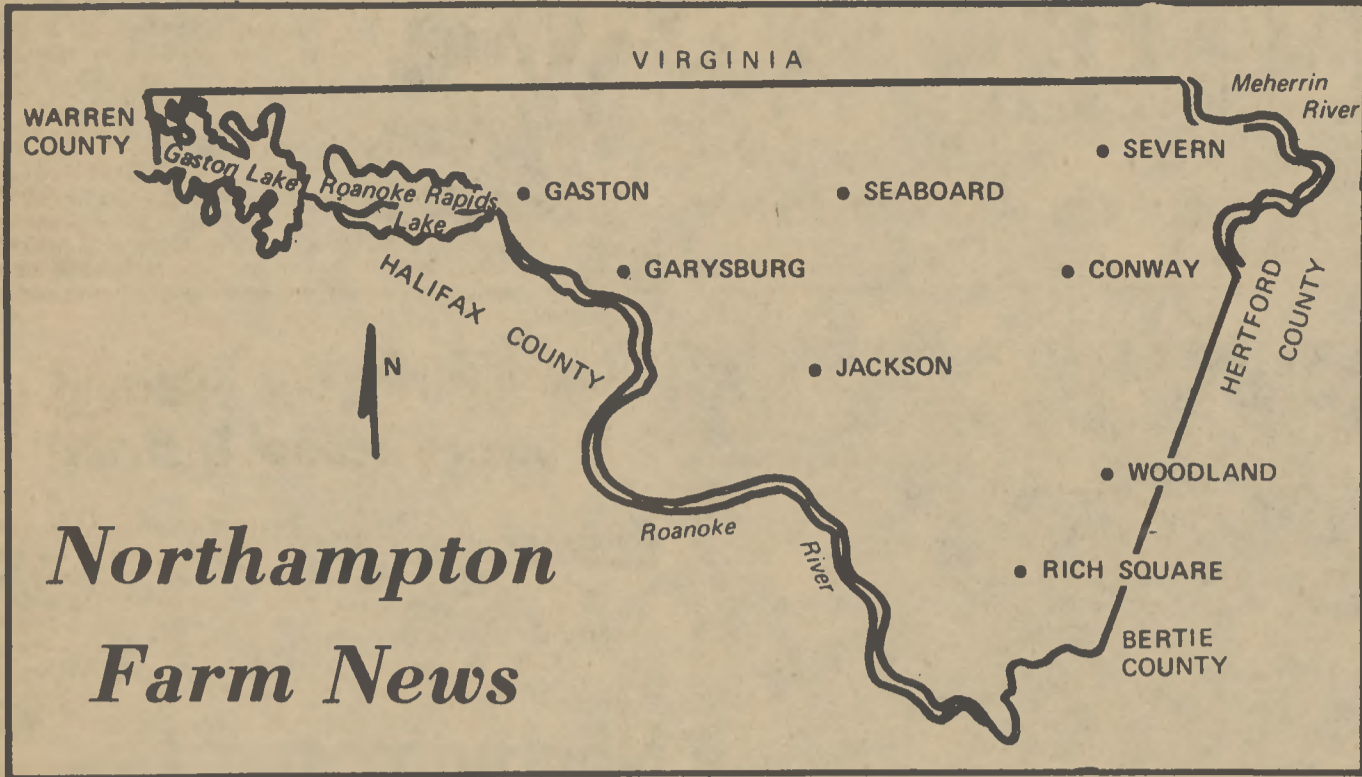 VIRGINIA
Meherrin
River
WARREN
COUNTY
Gaston Lake
Roanoke Rapids
Lake
GASTON
SEABOARD
SEVERN
GARYSBURG
CONWAY
HALIFAX COUNTY
HERTFORD
COUNTY
N
JACKSON
WOODLAND
Roanoke
River
RICH SQUARE
BERTIE
COUNTY
Northampton
Farm News